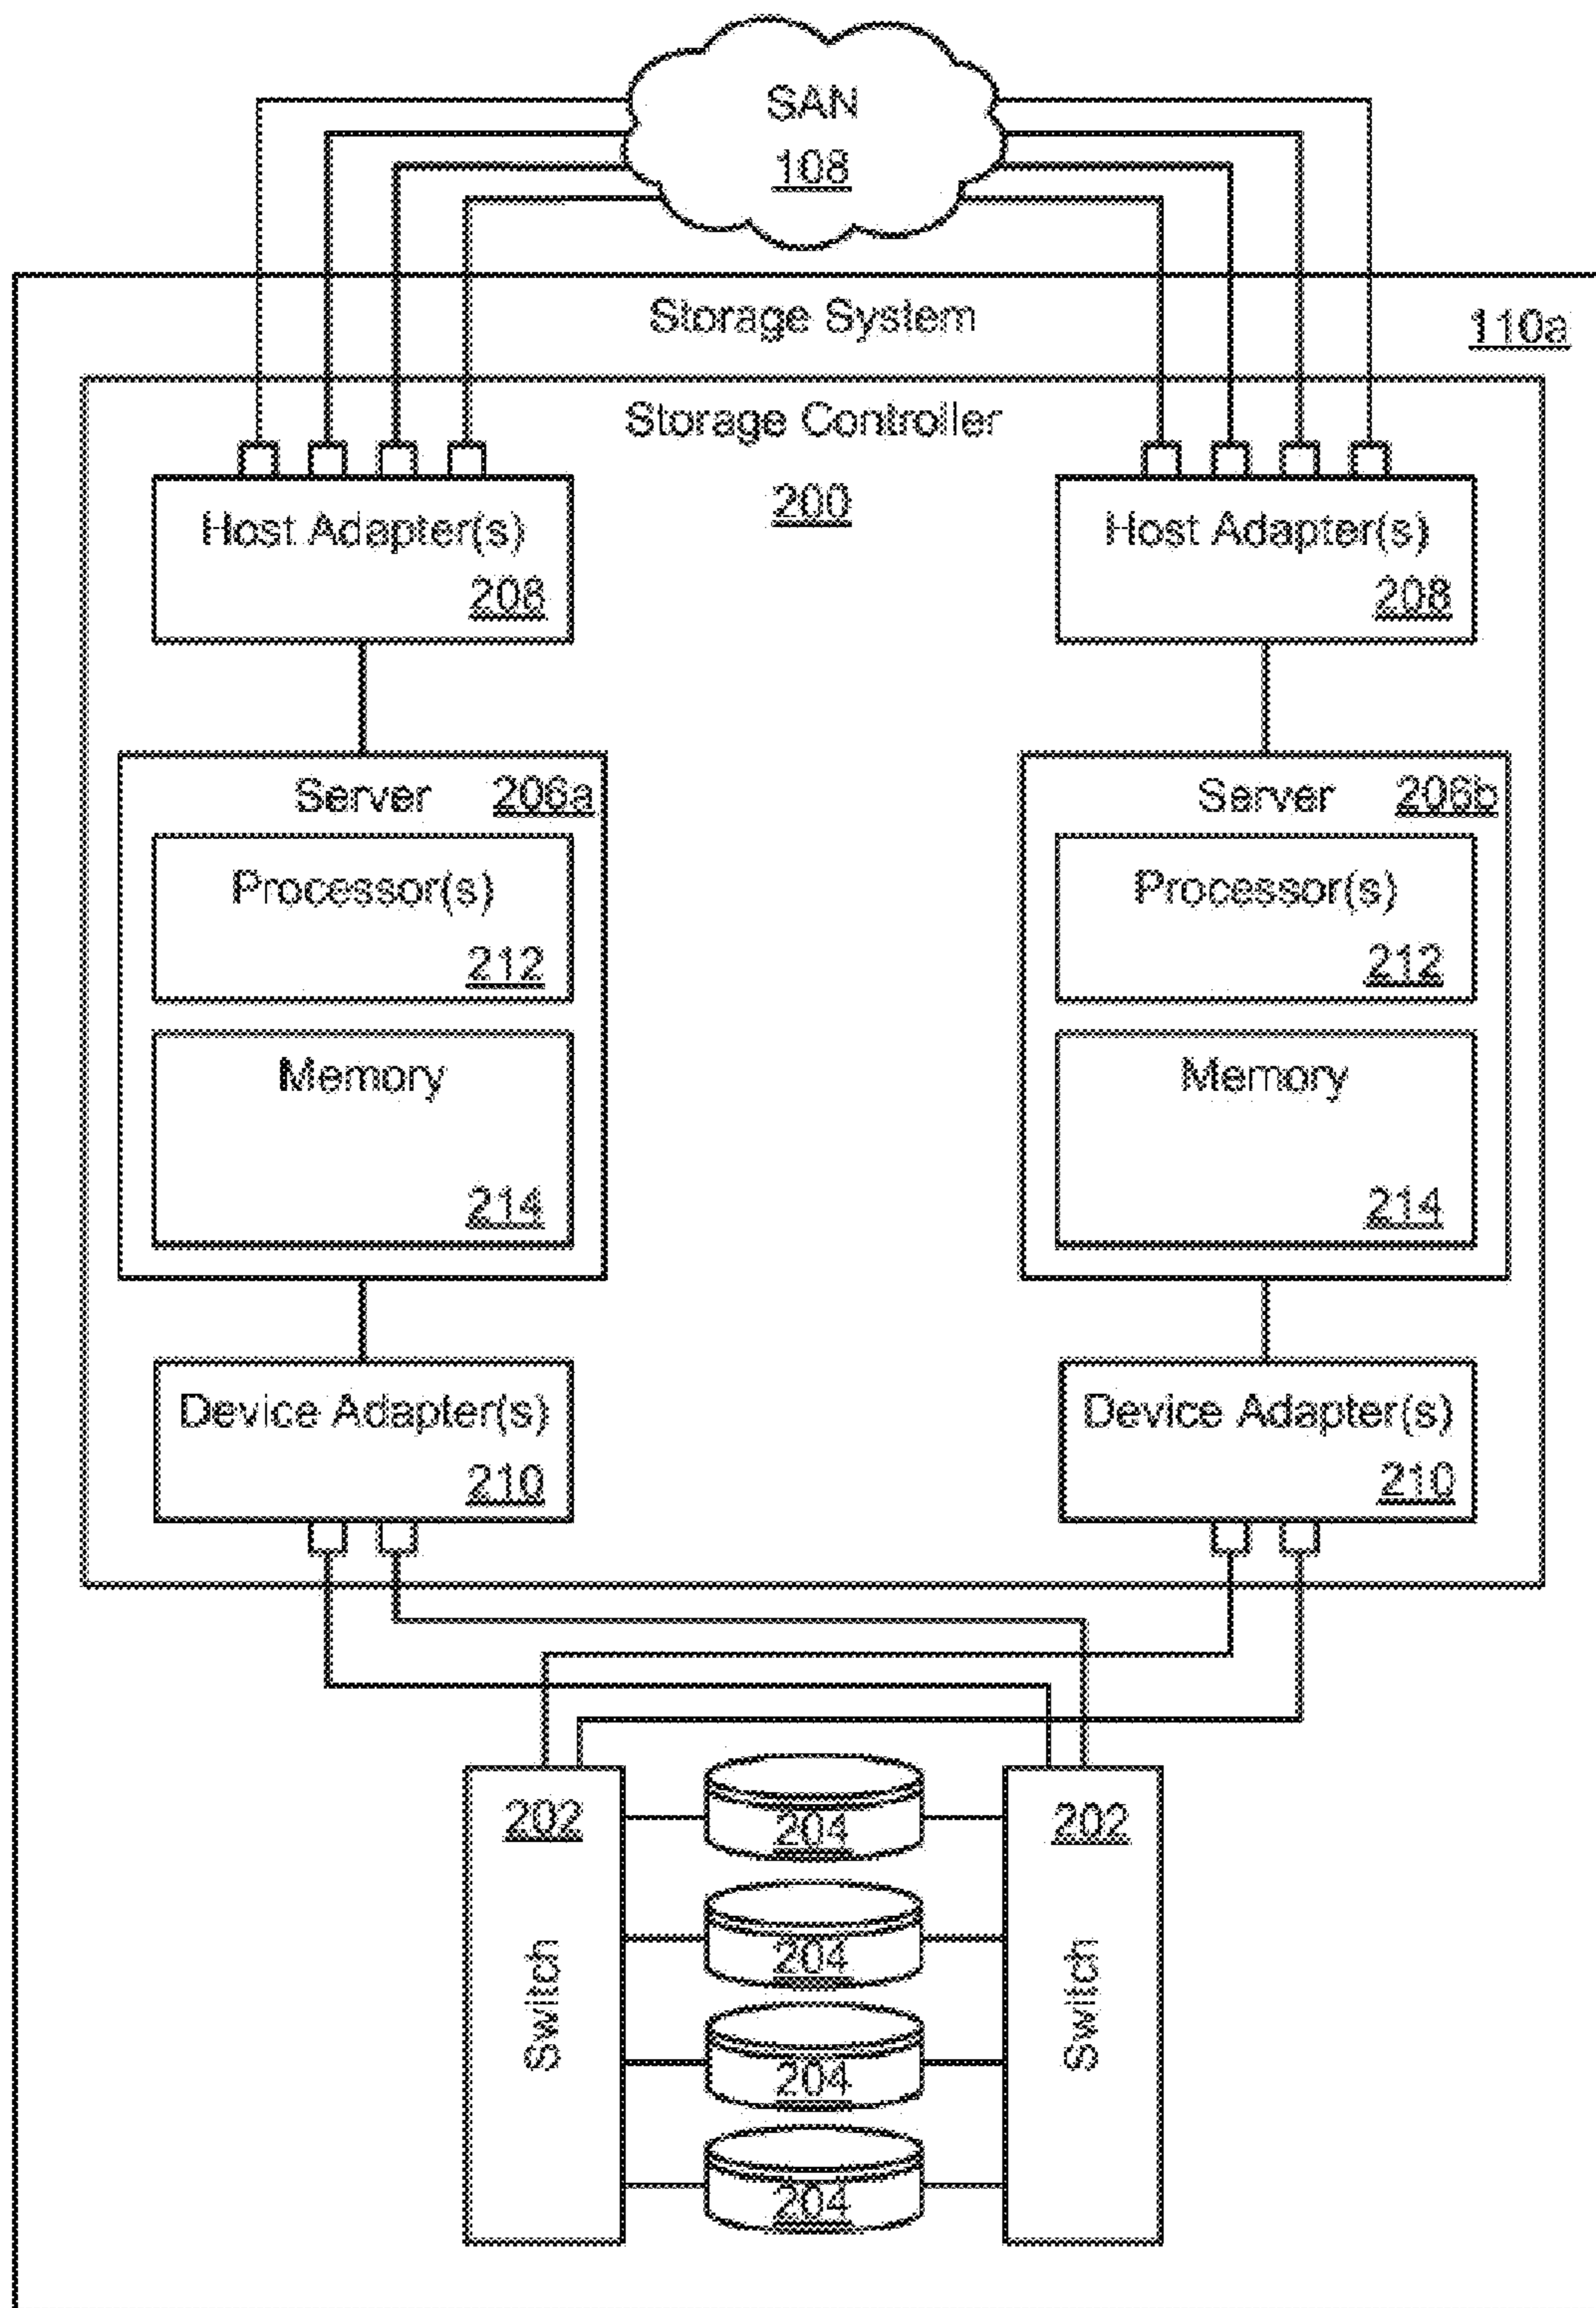 SAN
108
Storage System
110a
Storage Controller
200
Host Adapter(s)
208
Host Adapter(s)
208
Server 206a
Processor(s)
212
Memory
214
Server 206b
Processor(s)
212
Memory
214
Device Adapter(s)
210
Device Adapter(s)
210
202
Switch
204
204
204
204
202
Switch